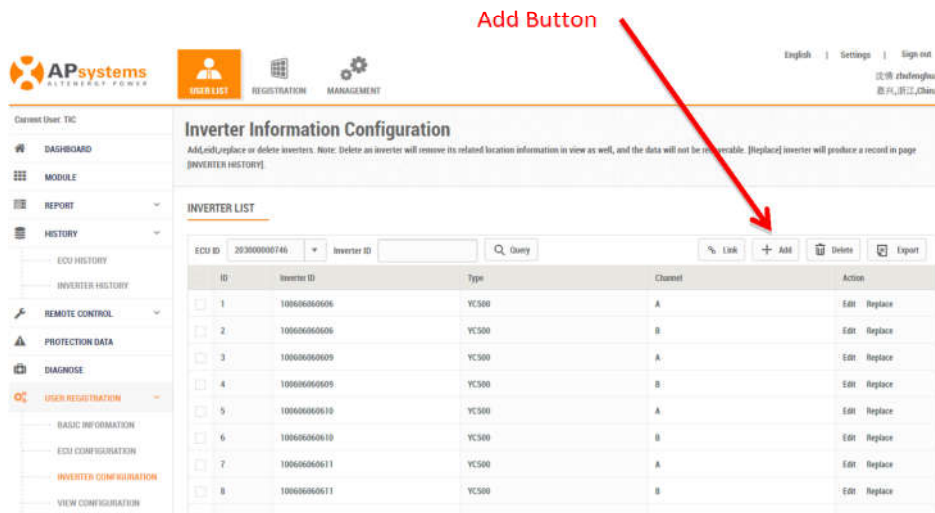 Add Button
English | Settings | Sign out
APsystems
ALTENERGY POWER
USER LIST
REGISTRATION
MANAGEMENT
zhufenghua
嘉兴,浙江,China
Current User: TIC
DASHBOARD
MODULE
REPORT
HISTORY
ECU HISTORY
INVERTER HISTORY
REMOTE CONTROL
PROTECTION DATA
DIAGNOSE
USER REGISTRATION
BASIC INFORMATION
ECU CONFIGURATION
INVERTER CONFIGURATION
VIEW CONFIGURATION
Inverter Information Configuration
Add,eidt,replace or delete inverters. Note: Delete an inverter will remove its related location information in view as well, and the data will not be recoverable. [Replace] inverter will produce a record in page
[INVERTER HISTORY].
INVERTER LIST
ECU ID 203000000746 Inverter ID Query Link Add Delete Export
ID Inverter ID Type Channel Action
1 100606060606 YC500 A Edit Replace
2 100606060606 YC500 B Edit Replace
3 100606060609 YC500 A Edit Replace
4 100606060609 YC500 B Edit Replace
5 100606060610 YC500 A Edit Replace
6 100606060610 YC500 B Edit Replace
7 100606060611 YC500 A Edit Replace
8 100606060611 YC500 B Edit Replace